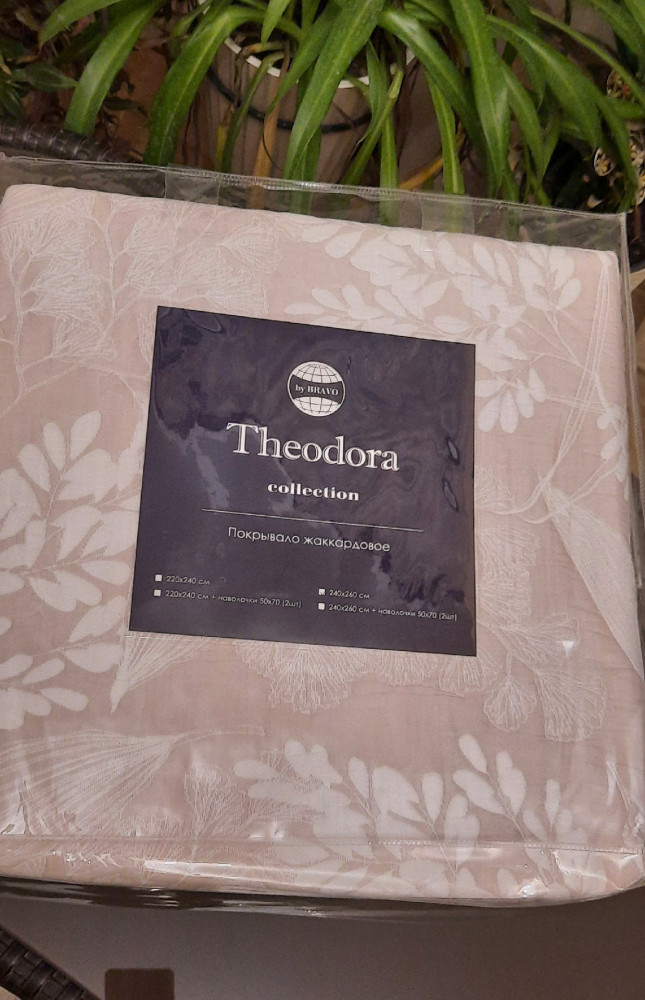 by BRAVO
Theodora
collection
Покрывало жаккардовое
220x240 см
240x260 см
220x240 см + наволочки 50x70 (2шт)
240x260 см + наволочки 50x70 (2шт)